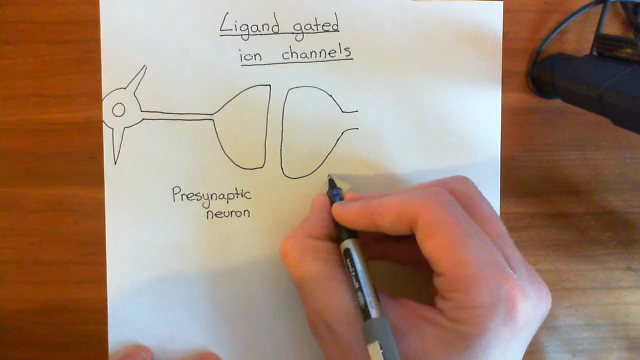 Ligand gated
ion channels
Presynaptic
neuron